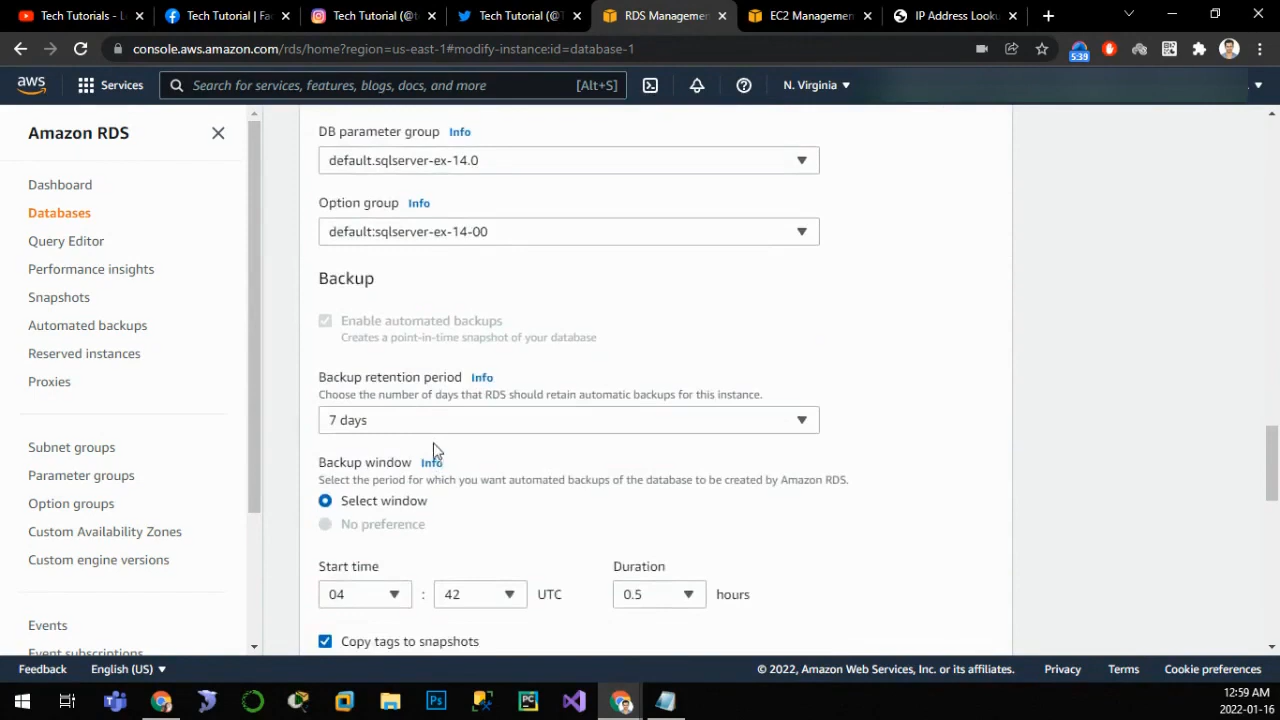 Tech Tutorials - L
Tech Tutorial | Fac
Tech Tutorial (@t
Tech Tutorial (@T
RDS Manageme
EC2 Managemen
IP Address Looku
console.aws.amazon.com/rds/home?region=us-east-1#modify-instance:id=database-1
5:39
aws
Services
Search for services, features, blogs, docs, and more
[Alt+S]
N. Virginia
Amazon RDS
Dashboard
Databases
Query Editor
Performance insights
Snapshots
Automated backups
Reserved instances
Proxies
Subnet groups
Parameter groups
Option groups
Custom Availability Zones
Custom engine versions
Events
Event subscriptions
DB parameter group Info
default.sqlserver-ex-14.0
Option group Info
default:sqlserver-ex-14-00
Backup
Enable automated backups
Creates a point-in-time snapshot of your database
Backup retention period Info
Choose the number of days that RDS should retain automatic backups for this instance.
7 days
Backup window Info
Select the period for which you want automated backups of the database to be created by Amazon RDS.
Select window
No preference
Start time
Duration
04 : 42 UTC
0.5 hours
Copy tags to snapshots
Feedback
English (US)
© 2022, Amazon Web Services, Inc. or its affiliates.
Privacy
Terms
Cookie preferences
12:59 AM
2022-01-16